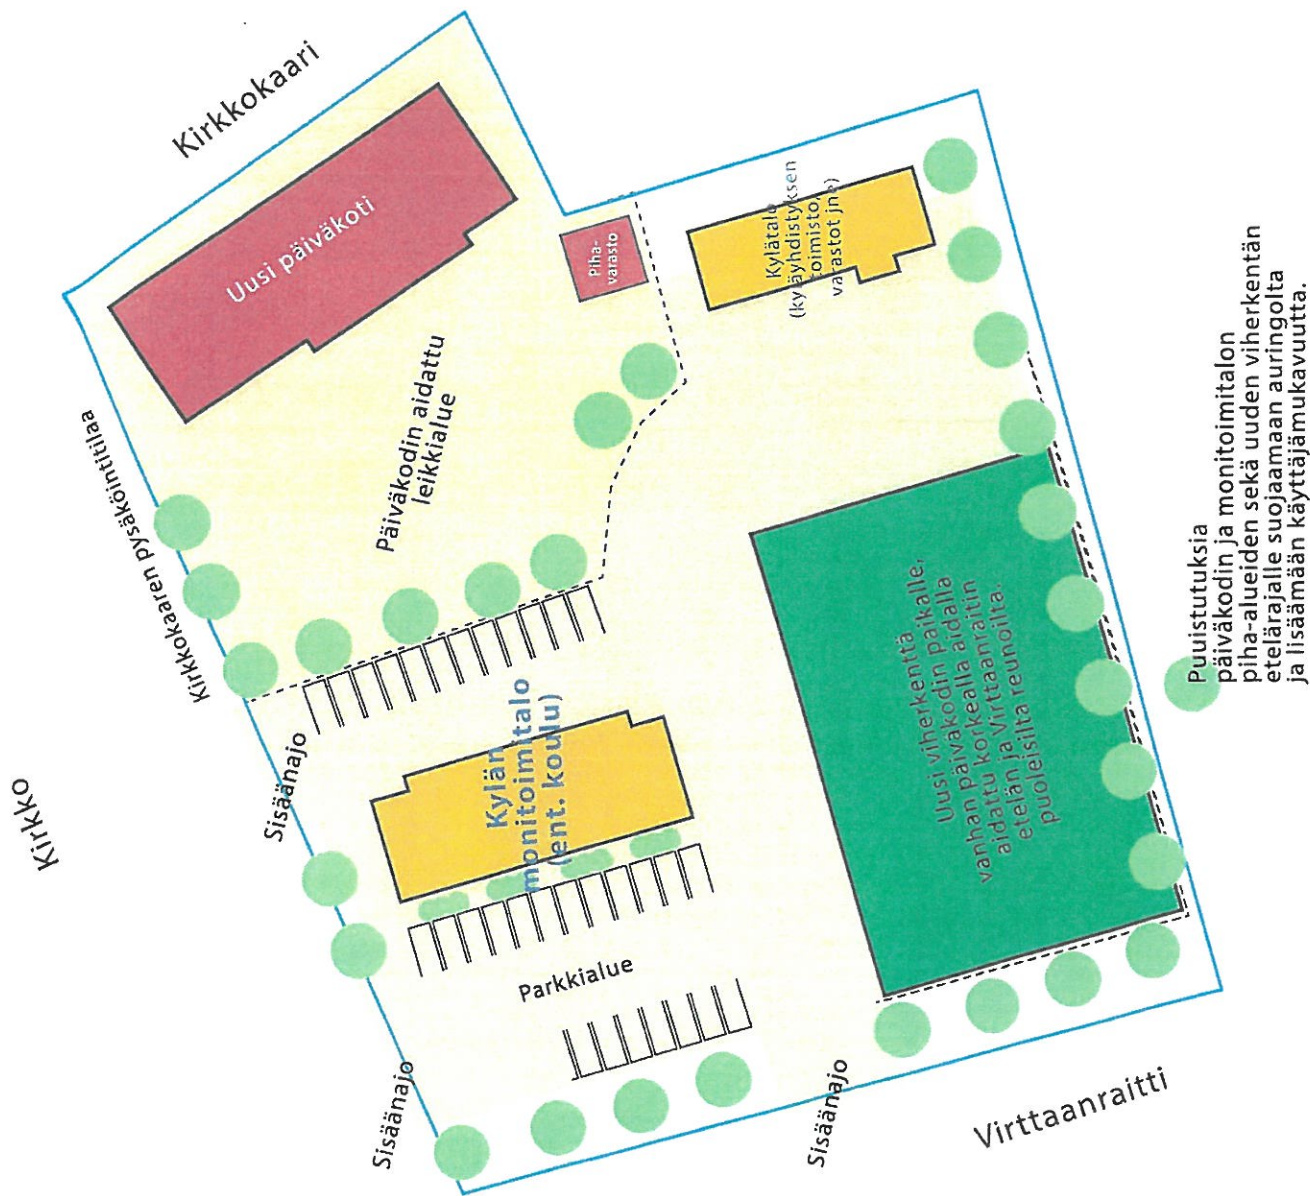 Kirkkokaari
Uusi päiväkoti
Piha-
varasto
Kylätalo
(kyläyhdistyksen
toimisto,
varastot jne)
Kirkkokaaren pysäköintitilaa
Päiväkodin aidattu
leikkialue
Kirkko
Sisäänajo
Kylän
monitoimitalo
(ent. koulu)
Parkkialue
Uusi viherkenttä
vanhan päiväkodin paikalle,
aidattu korkealla aidalla
etelän ja Virttaanraitin
puoleisilta reunoilta.
Sisäänajo
Sisäänajo
Virttaanraitti
Puuistutuksia
päiväkodin ja monitoimitalon
piha-alueiden sekä uuden viherkentän
etelärajalle suojaamaan auringolta
ja lisäämään käyttäjämukavuutta.